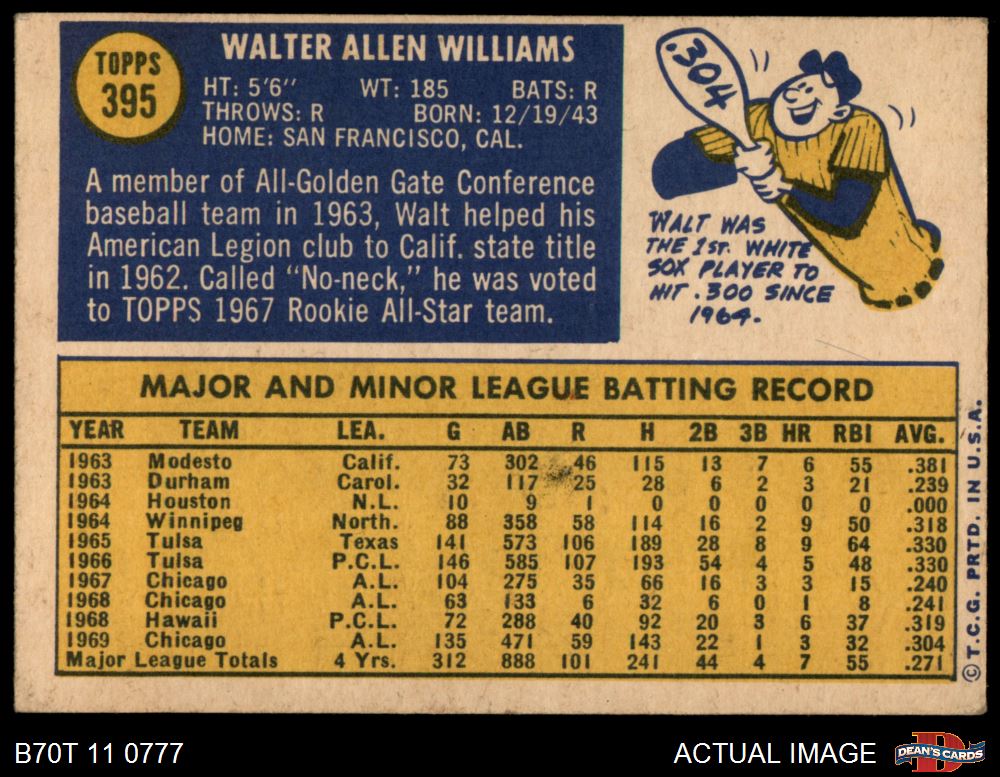 TOPPS
395
WALTER ALLEN WILLIAMS
HT: 5'6" WT: 185 BATS: R
THROWS: R BORN: 12/19/43
HOME: SAN FRANCISCO, CAL.
A member of All-Golden Gate Conference
baseball team in 1963, Walt helped his
American Legion club to Calif. state title
in 1962. Called "No-neck," he was voted
to TOPPS 1967 Rookie All-Star team.
.304
WALT WAS
THE 1ST. WHITE
SOX PLAYER TO
HIT .300 SINCE
1964.
MAJOR AND MINOR LEAGUE BATTING RECORD
YEAR TEAM LEA. G AB R H 2B 3B HR RBI AVG.
1963 Modesto Calif. 73 302 46 115 13 7 6 55 .381
1963 Durham Carol. 32 117 25 28 6 2 3 21 .239
1964 Houston N.L. 10 9 1 0 0 0 0 0 .000
1964 Winnipeg North. 88 358 58 114 16 2 9 50 .318
1965 Tulsa Texas 141 573 106 189 28 8 9 64 .330
1966 Tulsa P.C.L. 146 585 107 193 54 4 5 48 .330
1967 Chicago A.L. 104 275 35 66 16 3 3 15 .240
1968 Chicago A.L. 63 133 6 32 6 0 1 8 .241
1968 Hawaii P.C.L. 72 288 40 92 20 3 6 37 .319
1969 Chicago A.L. 135 471 59 143 22 1 3 32 .304
Major League Totals 4 Yrs. 312 888 101 241 44 4 7 55 .271
© T.C.G. PRTD. IN U.S.A.
B70T 11 0777
ACTUAL IMAGE
D
DEAN'S CARDS